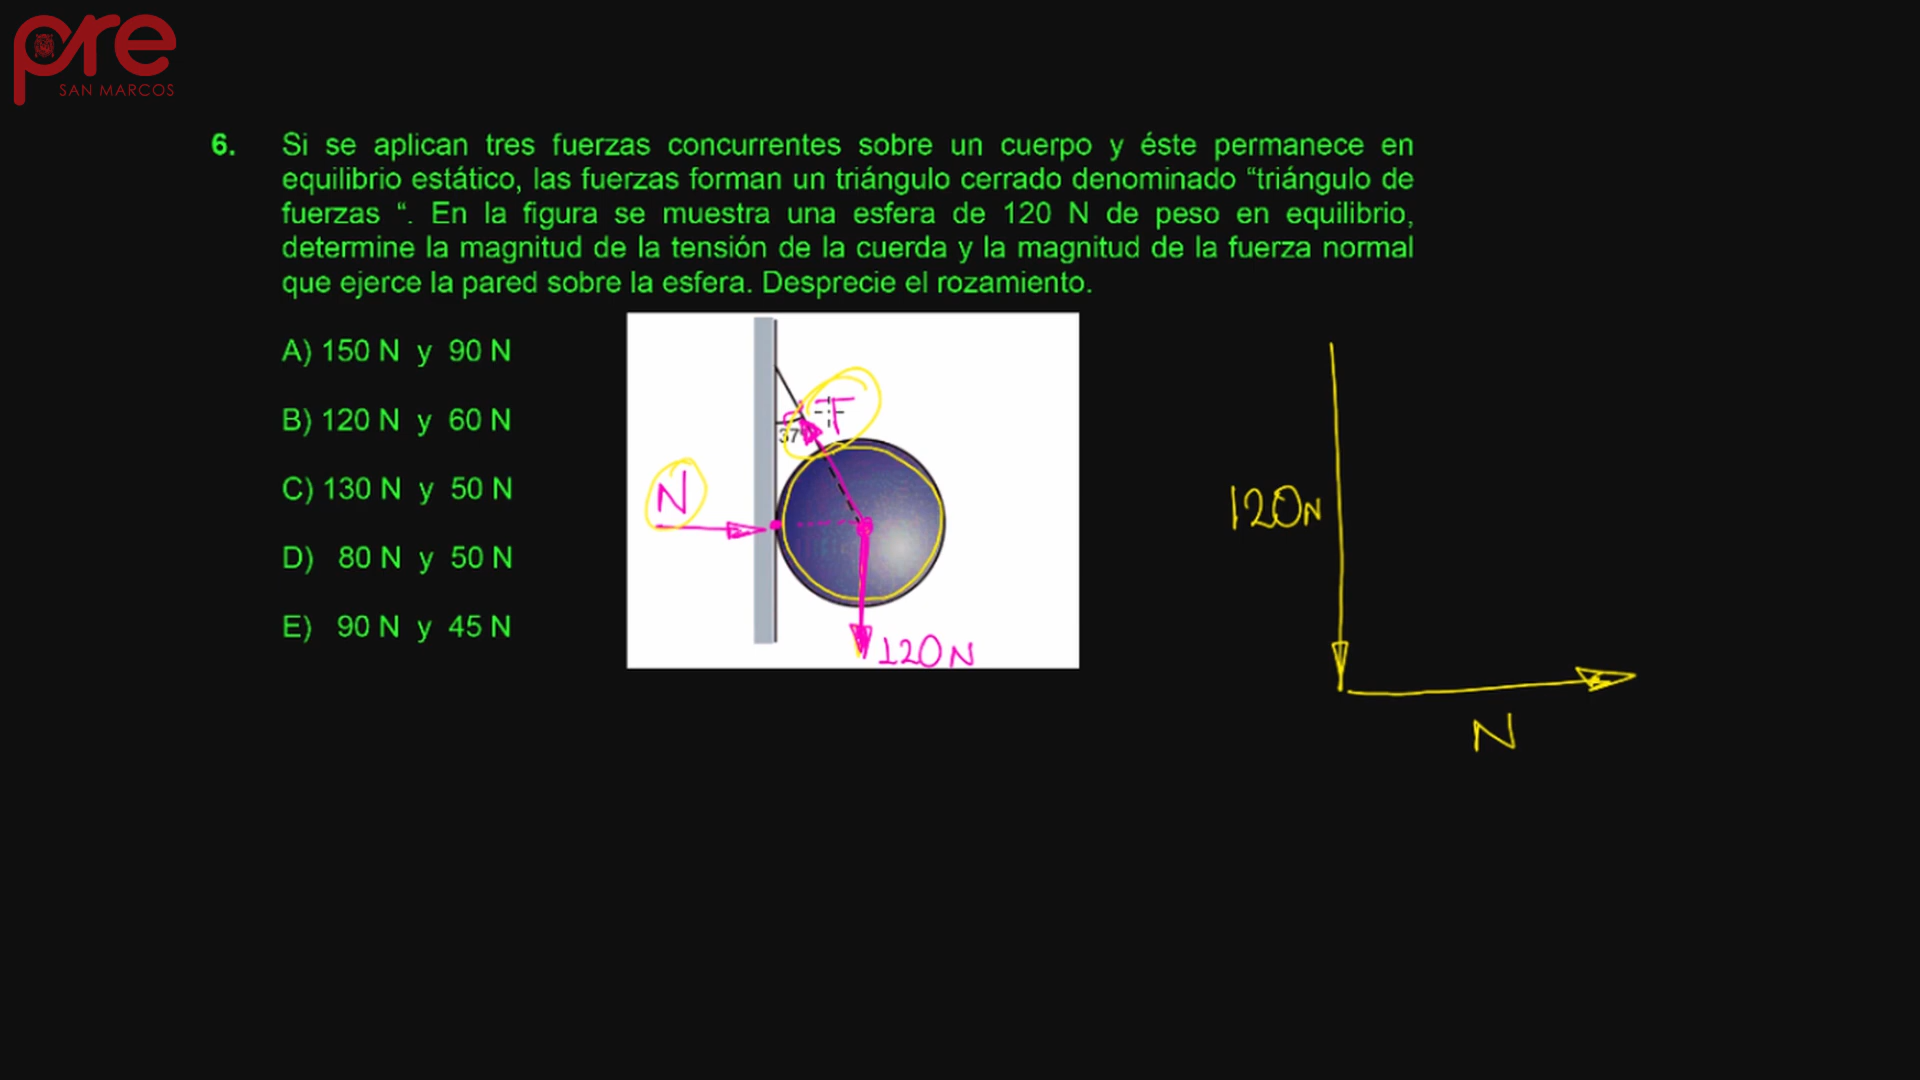 pre
SAN MARCOS
6. Si se aplican tres fuerzas concurrentes sobre un cuerpo y éste permanece en
equilibrio estático, las fuerzas forman un triángulo cerrado denominado “triángulo de
fuerzas “. En la figura se muestra una esfera de 120 N de peso en equilibrio,
determine la magnitud de la tensión de la cuerda y la magnitud de la fuerza normal
que ejerce la pared sobre la esfera. Desprecie el rozamiento.
A) 150 N y 90 N
B) 120 N y 60 N
C) 130 N y 50 N
D) 80 N y 50 N
E) 90 N y 45 N
T
37°
N
120N
120N
N